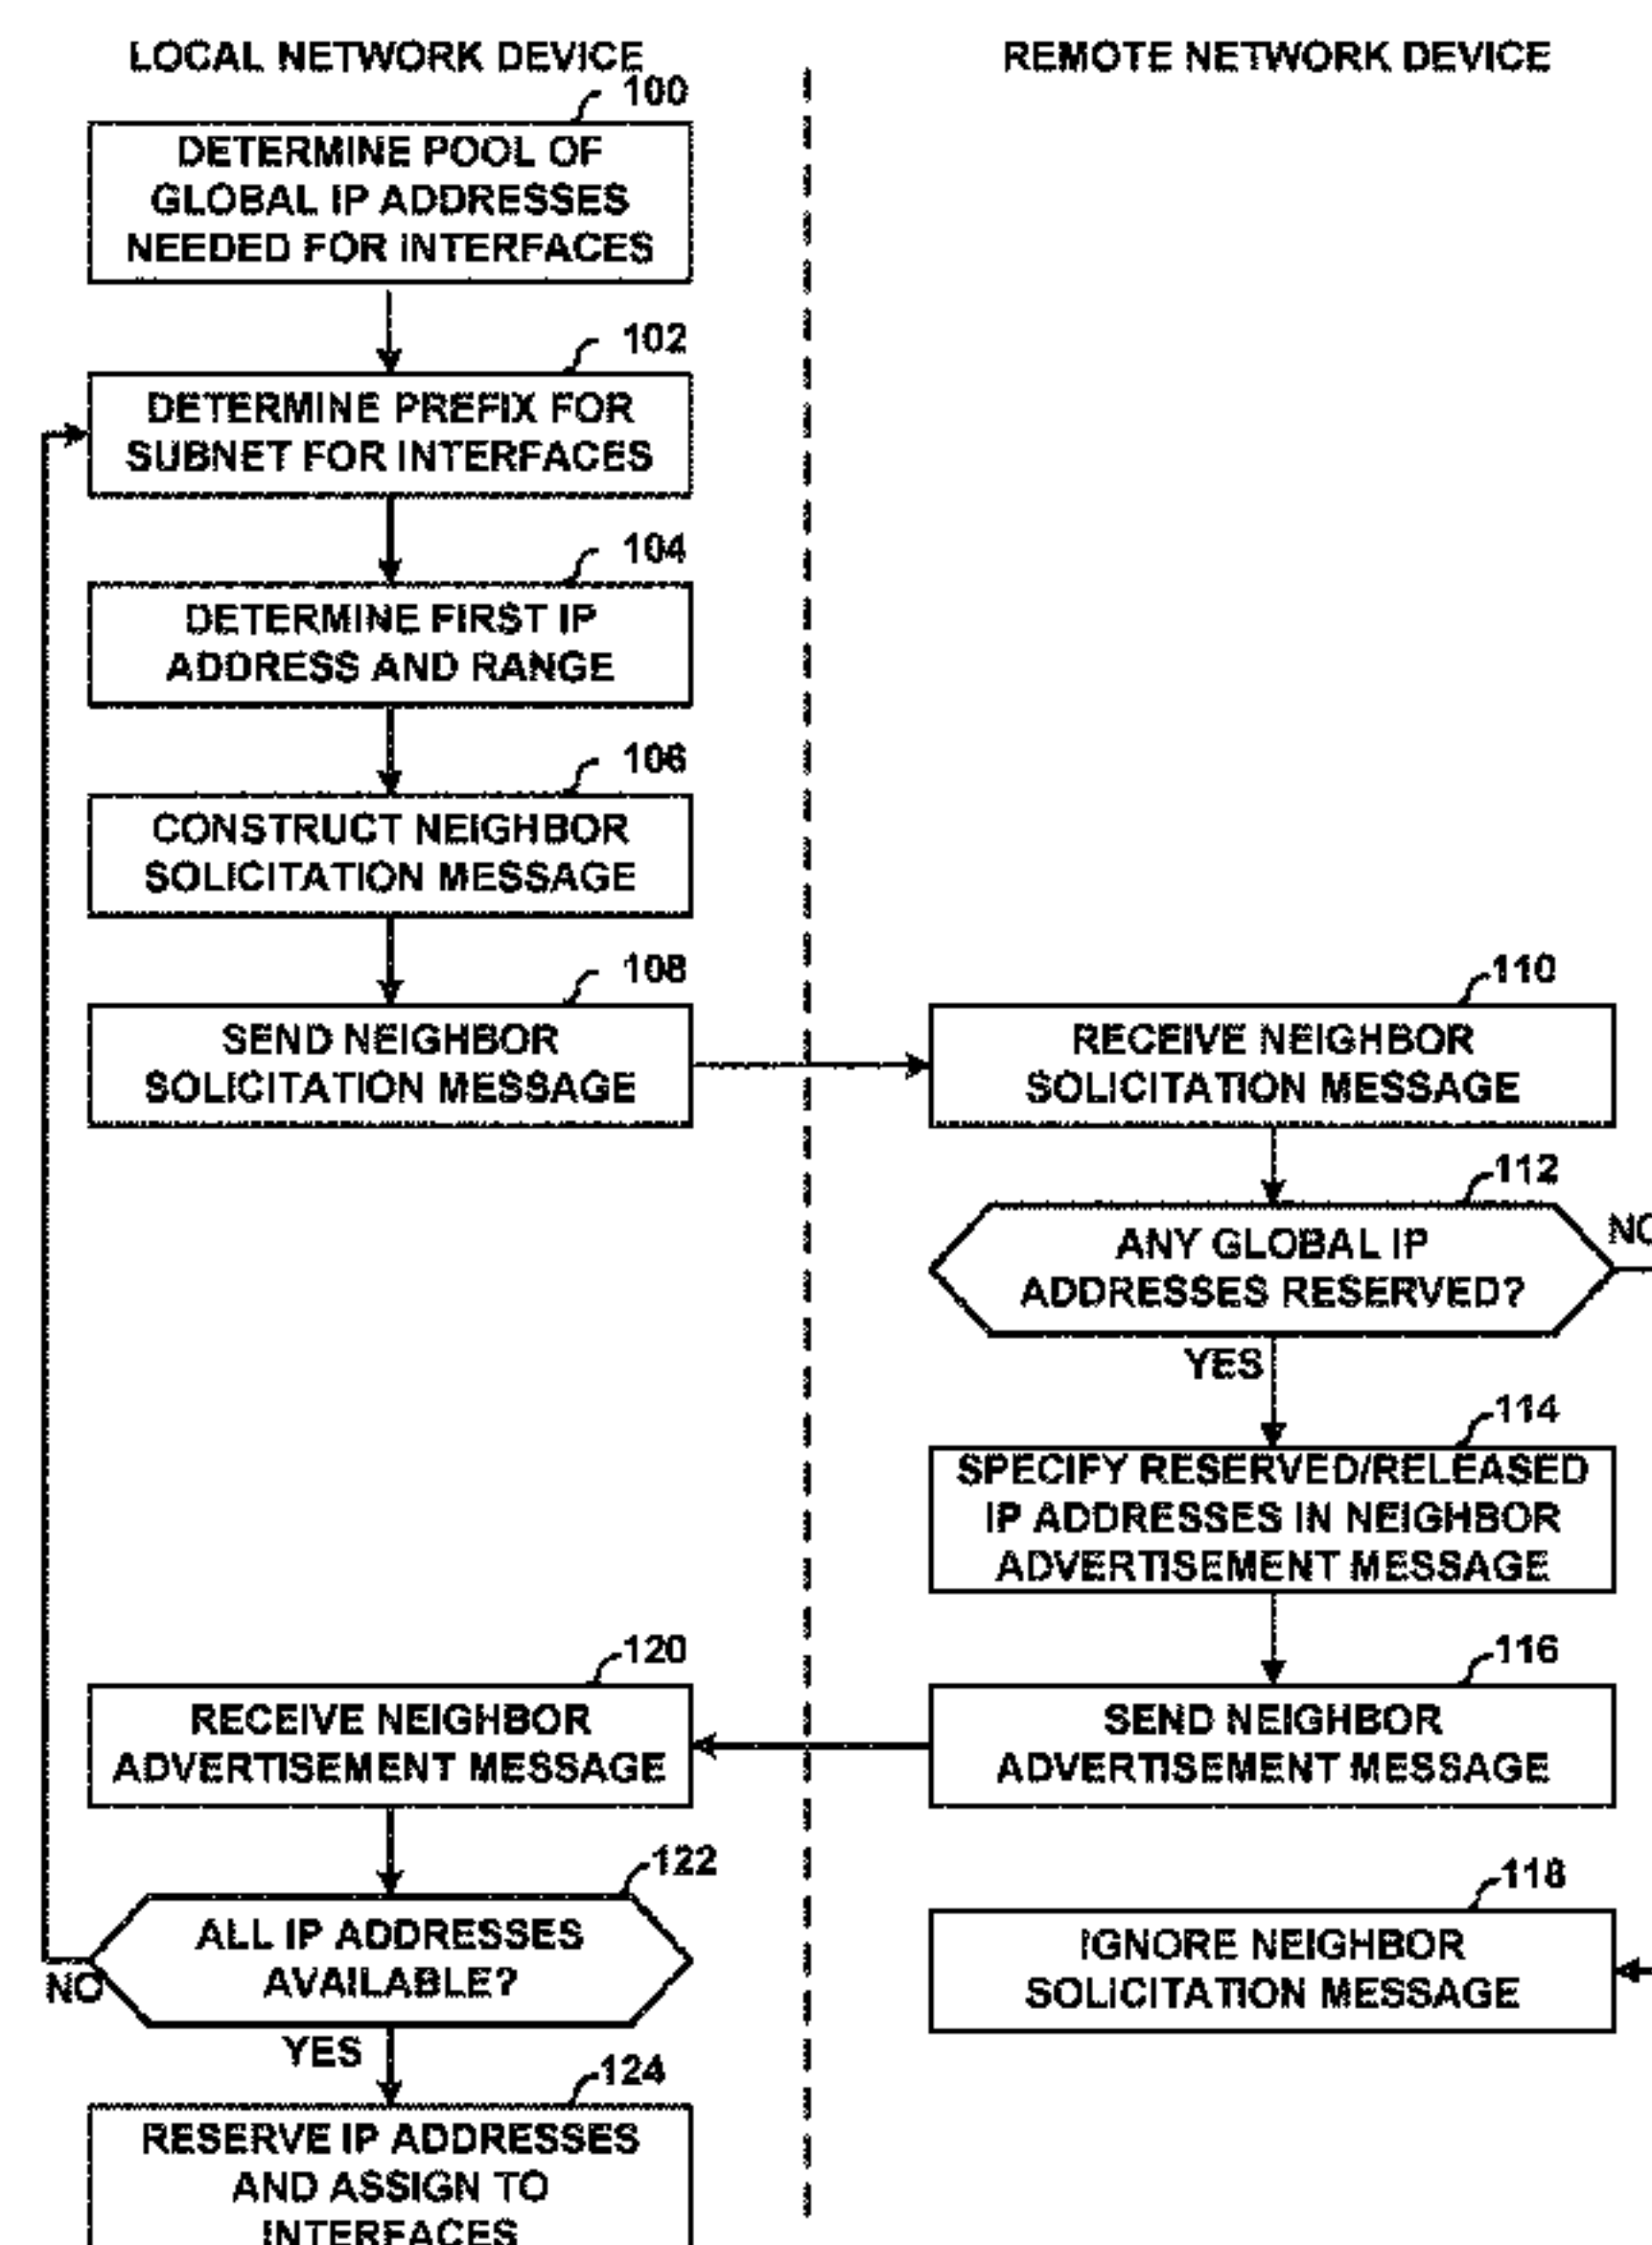 LOCAL NETWORK DEVICE
REMOTE NETWORK DEVICE
100
DETERMINE POOL OF
GLOBAL IP ADDRESSES
NEEDED FOR INTERFACES
102
DETERMINE PREFIX FOR
SUBNET FOR INTERFACES
104
DETERMINE FIRST IP
ADDRESS AND RANGE
106
CONSTRUCT NEIGHBOR
SOLICITATION MESSAGE
108
SEND NEIGHBOR
SOLICITATION MESSAGE
110
RECEIVE NEIGHBOR
SOLICITATION MESSAGE
112
ANY GLOBAL IP
ADDRESSES RESERVED?
NO
YES
114
SPECIFY RESERVED/RELEASED
IP ADDRESSES IN NEIGHBOR
ADVERTISEMENT MESSAGE
116
SEND NEIGHBOR
ADVERTISEMENT MESSAGE
118
IGNORE NEIGHBOR
SOLICITATION MESSAGE
120
RECEIVE NEIGHBOR
ADVERTISEMENT MESSAGE
122
ALL IP ADDRESSES
AVAILABLE?
NO
YES
124
RESERVE IP ADDRESSES
AND ASSIGN TO
INTERFACES